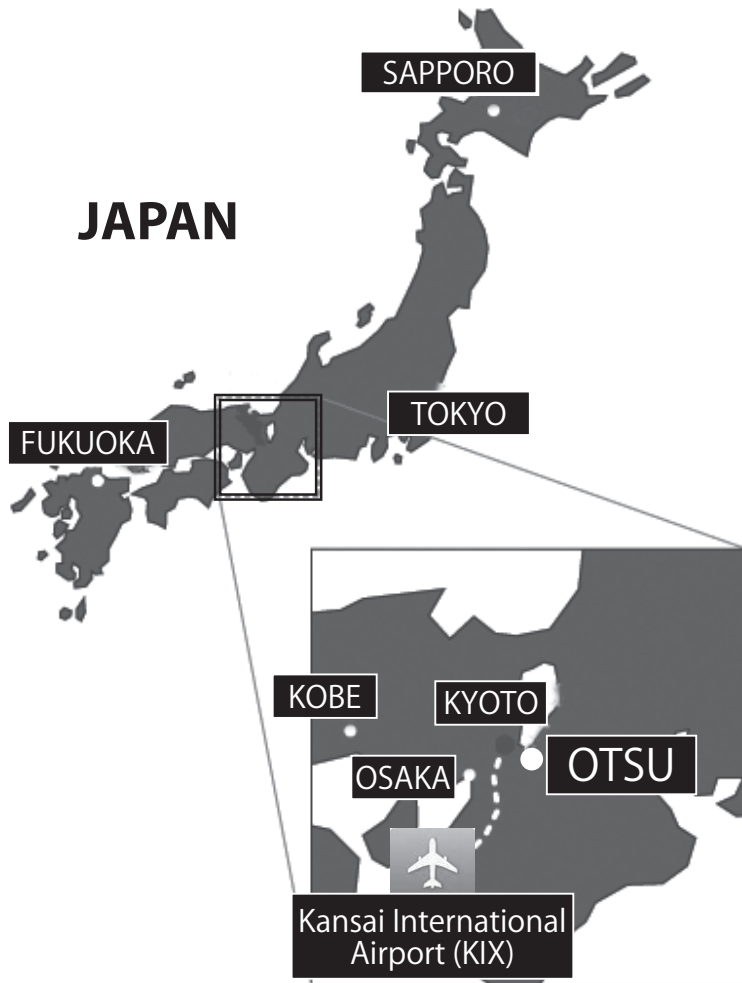 SAPPORO
JAPAN
TOKYO
FUKUOKA
KOBE
KYOTO
OTSU
OSAKA
Kansai International
Airport (KIX)